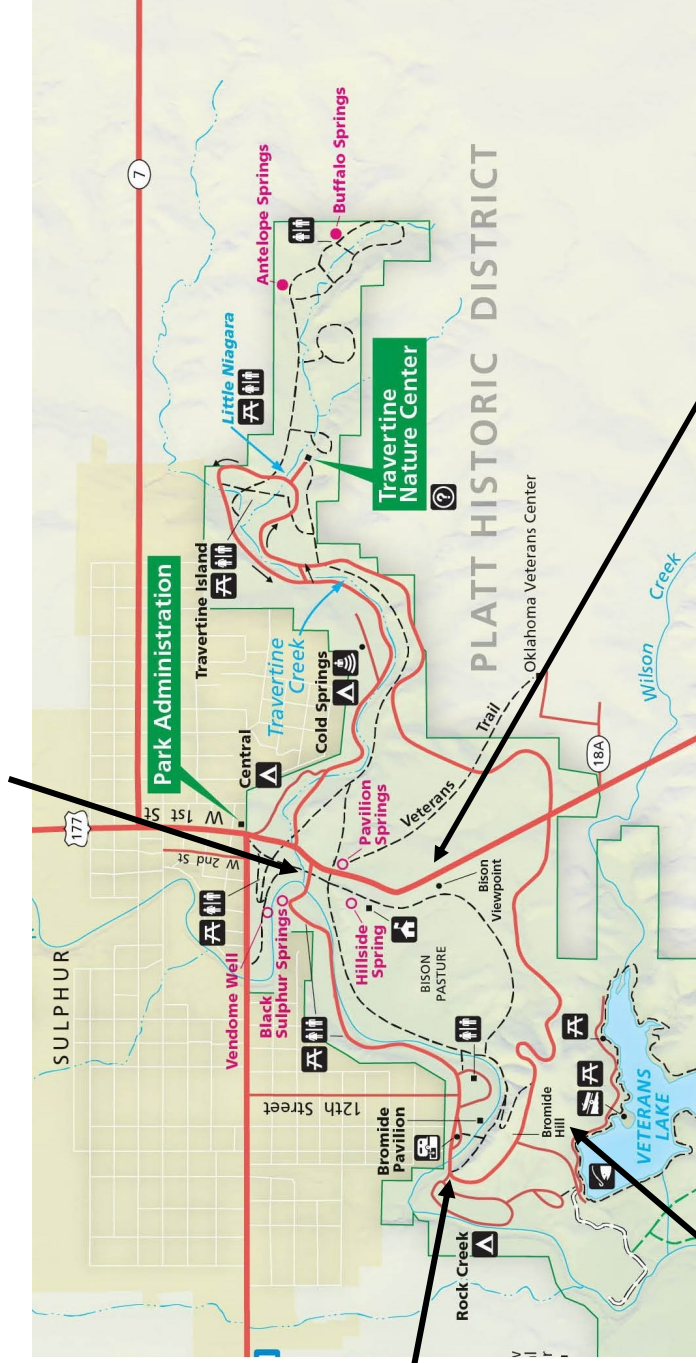 7
Antelope Springs
Buffalo Springs
Little Niagara
Travertine
Nature Center
?
PLATT HISTORIC DISTRICT
Travertine Island
Park Administration
Travertine
Creek
Cold Springs
Central
Oklahoma Veterans Center
Wilson
Creek
Veterans
Trail
18A
W 1st St
177
W 2nd St
Pavilion
Springs
Bison
Viewpoint
Hillside
Spring
BISON
PASTURE
Vendome Well
Black
Sulphur Springs
SULPHUR
12th Street
Bromide
Pavilion
Bromide
Hill
VETERANS
LAKE
Rock Creek